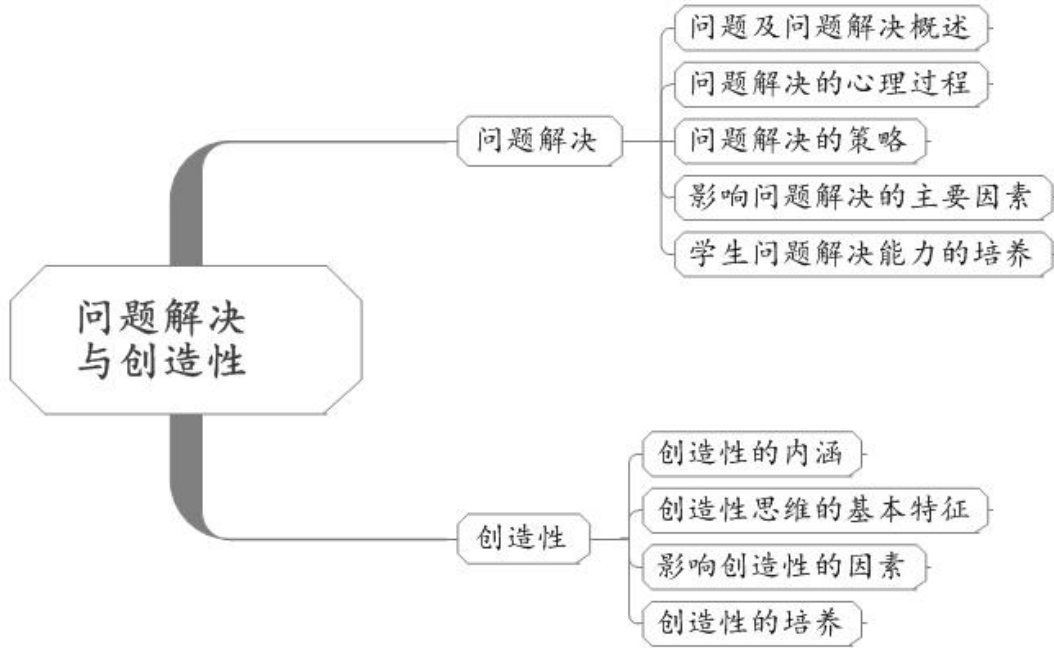 问题解决
与创造性
问题解决
问题及问题解决概述
问题解决的心理过程
问题解决的策略
影响问题解决的主要因素
学生问题解决能力的培养
创造性
创造性的内涵
创造性思维的基本特征
影响创造性的因素
创造性的培养